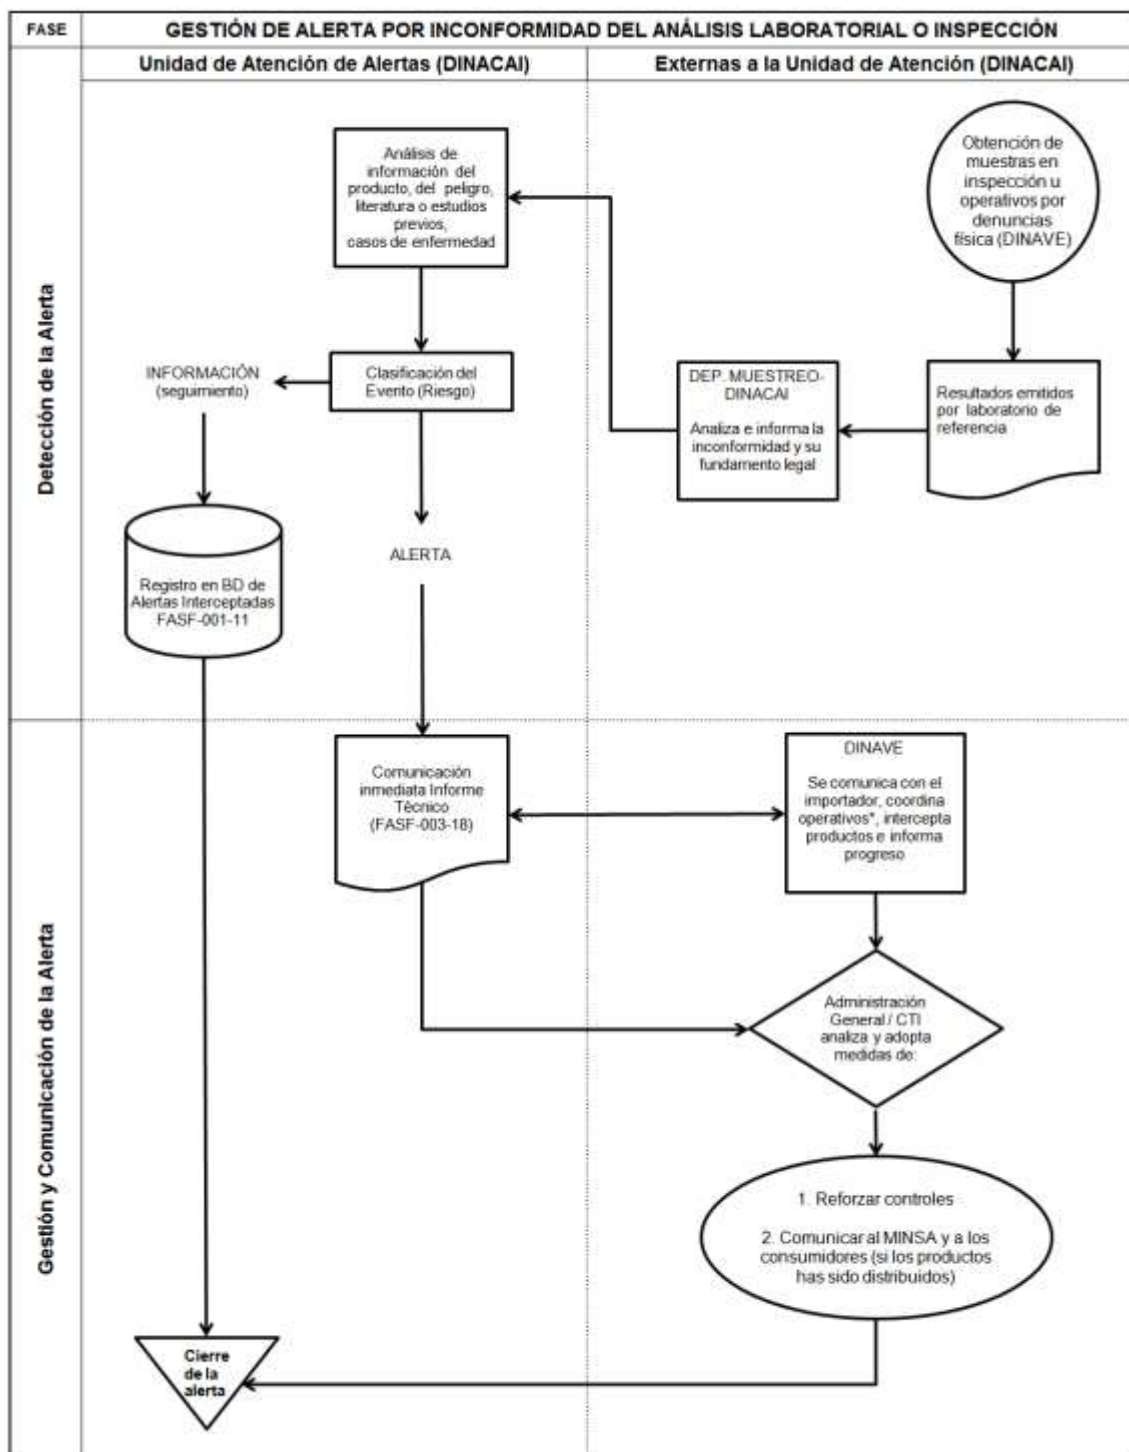 FASE
GESTIÓN DE ALERTA POR INCONFORMIDAD DEL ANÁLISIS LABORATORIAL O INSPECCIÓN
Unidad de Atención de Alertas (DINACAI)
Externas a la Unidad de Atención (DINACAI)
Detección de la Alerta
Análisis de
información del
producto, del peligro,
literatura o estudios
previos,
casos de enfermedad
Obtención de
muestras en
inspección u
operativos por
denuncias
física (DINAVE)
INFORMACIÓN
(seguimiento)
Clasificación del
Evento (Riesgo)
DEP. MUESTREO-
DINACAI
Analiza e informa la
inconformidad y su
fundamento legal
Resultados emitidos
por laboratorio de
referencia
ALERTA
Registro en BD de
Alertas Interceptadas
FASF-001-11
Gestión y Comunicación de la Alerta
Comunicación
inmediata Informe
Técnico
(FASF-003-18)
DINAVE
Se comunica con el
importador, coordina
operativos*, intercepta
productos e informa
progreso
Administración
General / CTI
analiza y adopta
medidas de:
1. Reforzar controles
2. Comunicar al MINSA y a los
consumidores (si los productos
has sido distribuidos)
Cierre
de la
alerta